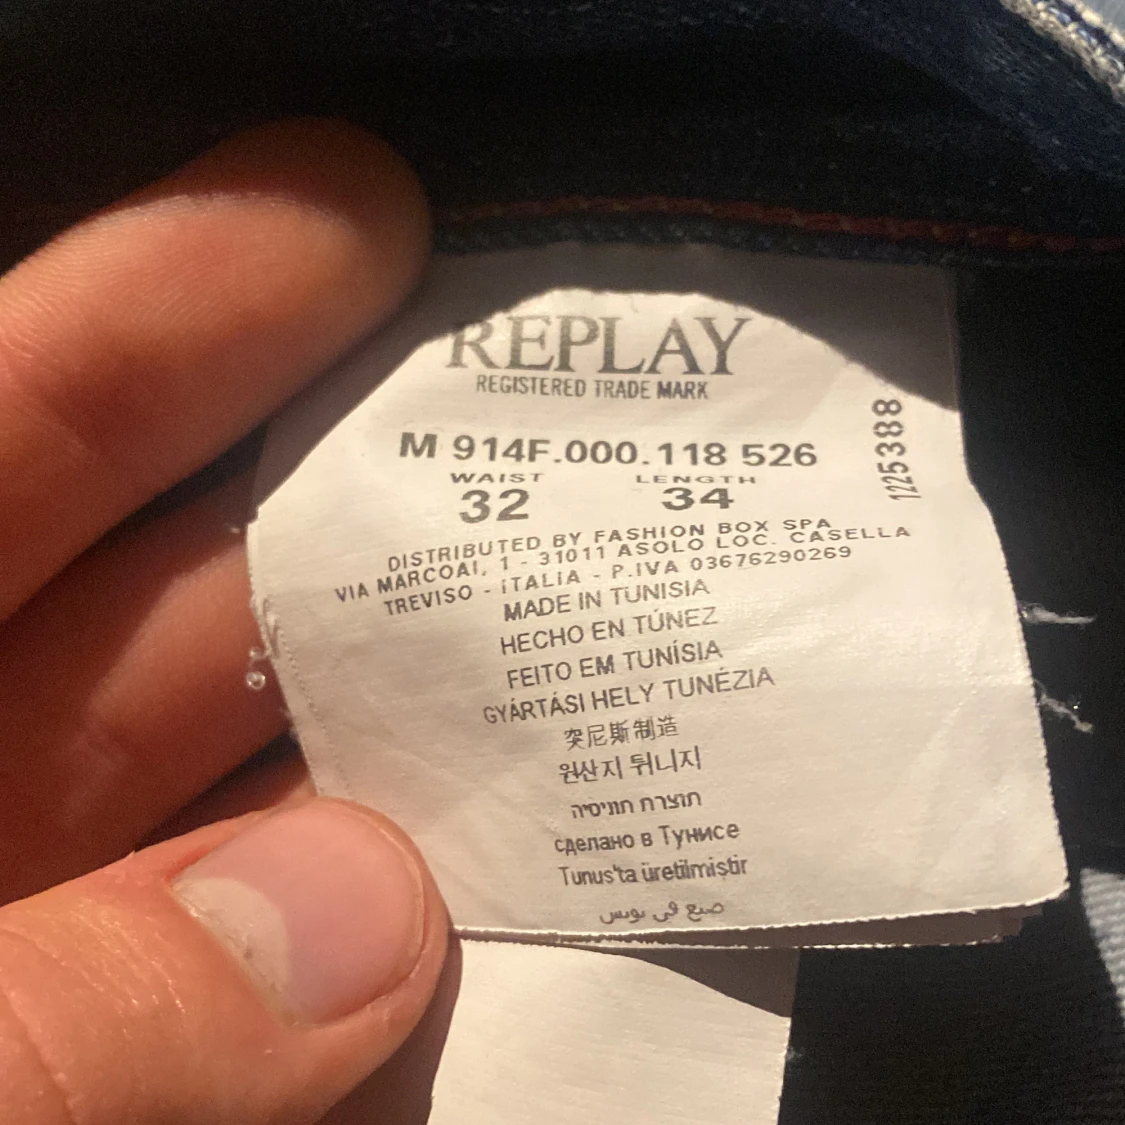 REPLAY
REGISTERED TRADE MARK
M 914F.000.118 526
1225388
WAIST LENGTH
32 34
DISTRIBUTED BY FASHION BOX SPA
VIA MARCOAI, 1 - 31011 ASOLO LOC. CASELLA
TREVISO - ITALIA - P.IVA 03676290269
MADE IN TUNISIA
HECHO EN TÚNEZ
FEITO EM TUNÍSIA
GYÁRTÁSI HELY TUNÉZIA
突尼斯制造
원산지 튀니지
תוצרת תוניסיה
сделано в Тунисе
Tunus'ta üretilmiştir
صنع في تونس